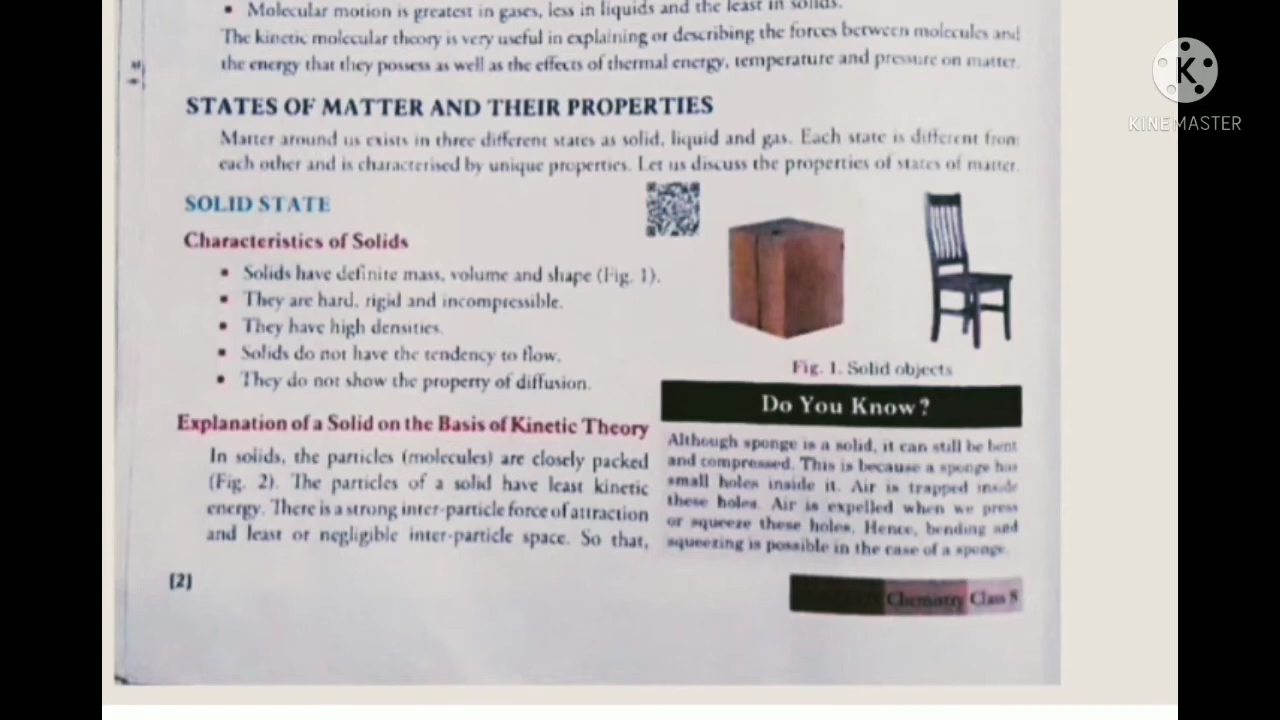 • Molecular motion is greatest in gases, less in liquids and the least in solids.
The kinetic molecular theory is very useful in explaining or describing the forces between molecules and
the energy that they possess as well as the effects of thermal energy, temperature and pressure on matter.
KINEMASTER
STATES OF MATTER AND THEIR PROPERTIES
Matter around us exists in three different states as solid, liquid and gas. Each state is different from
each other and is characterised by unique properties. Let us discuss the properties of states of matter.
SOLID STATE
Characteristics of Solids
• Solids have definite mass, volume and shape (Fig. 1).
• They are hard, rigid and incompressible.
• They have high densities.
• Solids do not have the tendency to flow.
• They do not show the property of diffusion.
Fig. 1. Solid objects
Explanation of a Solid on the Basis of Kinetic Theory
In solids, the particles (molecules) are closely packed
(Fig. 2). The particles of a solid have least kinetic
energy. There is a strong inter-particle force of attraction
and least or negligible inter-particle space. So that,
Do You Know?
Although sponge is a solid, it can still be bent
and compressed. This is because a sponge has
small holes inside it. Air is trapped inside
these holes. Air is expelled when we press
or squeeze these holes. Hence, bending and
squeezing is possible in the case of a sponge.
[2]
Chemistry Class 8